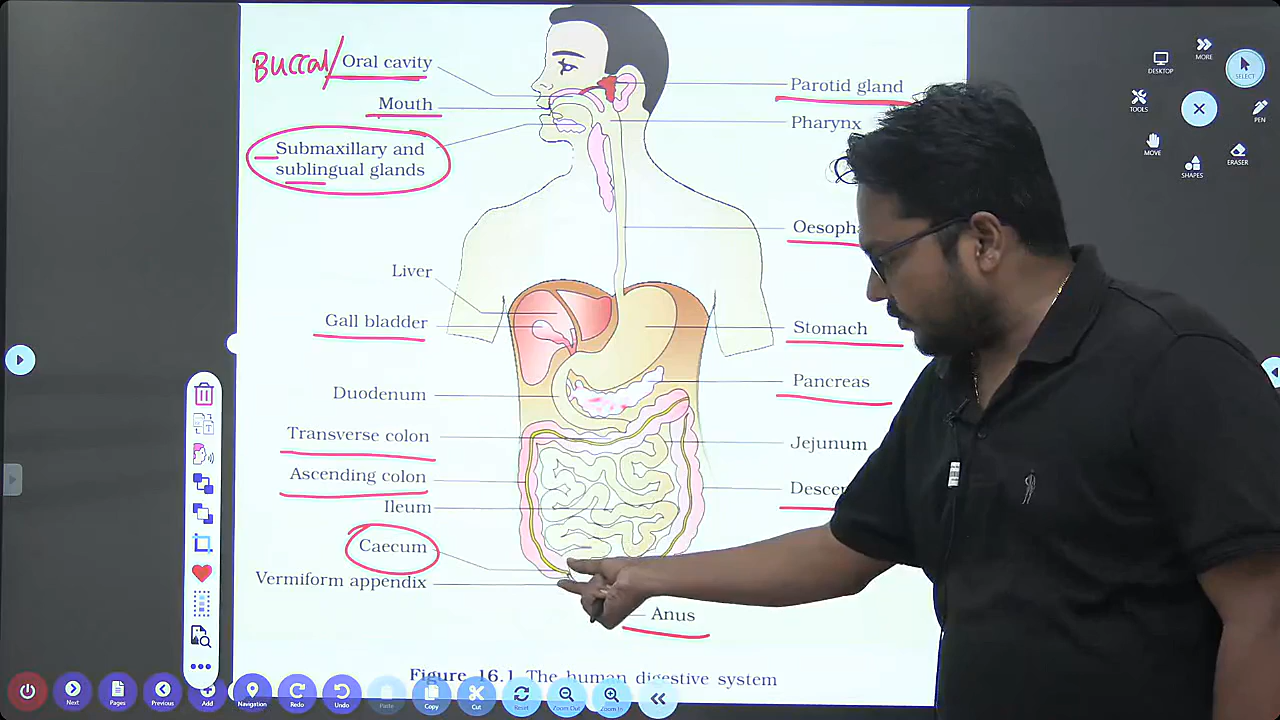 Buccal/ Oral cavity
Mouth
Submaxillary and
sublingual glands
Liver
Gall bladder
Duodenum
Transverse colon
Ascending colon
Ileum
Caecum
Vermiform appendix
Parotid gland
Pharynx
Oesopha
Stomach
Pancreas
Jejunum
Descen
Anus
Figure 16.1 The human digestive system
DESKTOP
MORE
SELECT
TOOLS
PEN
MOVE
SHAPES
ERASER
Next
Pages
Previous
Add
Navigation
Redo
Undo
Paste
Copy
Cut
Reset
Zoom Out
Zoom In